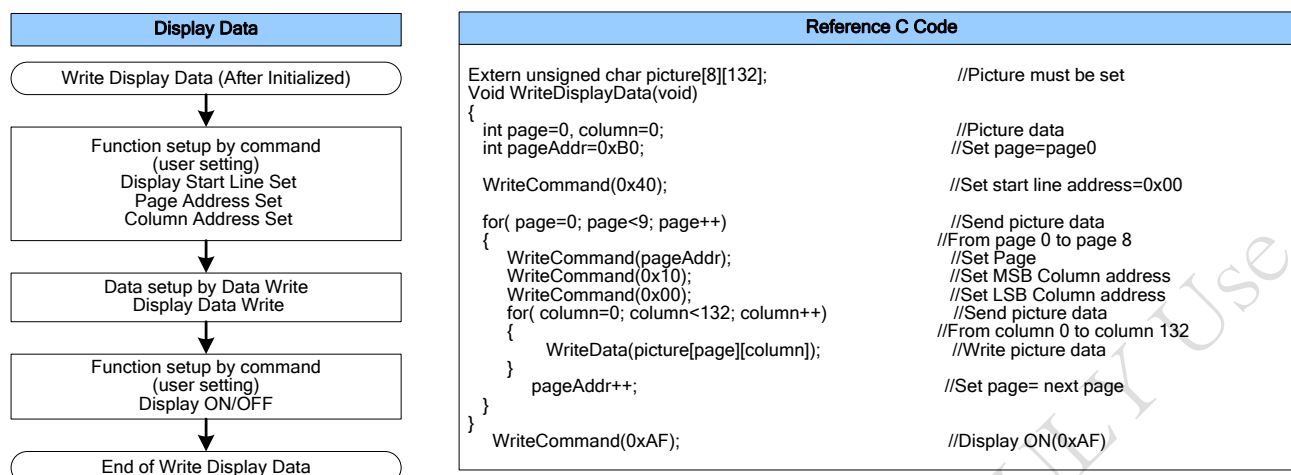 Display Data
Write Display Data (After Initialized)
Function setup by command
(user setting)
Display Start Line Set
Page Address Set
Column Address Set
Data setup by Data Write
Display Data Write
Function setup by command
(user setting)
Display ON/OFF
End of Write Display Data
Reference C Code
Extern unsigned char picture[8][132]; //Picture must be set
Void WriteDisplayData(void)
{
int page=0, column=0; //Picture data
int pageAddr=0xB0; //Set page=page0
WriteCommand(0x40); //Set start line address=0x00
for( page=0; page<9; page++) //Send picture data
{ //From page 0 to page 8
WriteCommand(pageAddr); //Set Page
WriteCommand(0x10); //Set MSB Column address
WriteCommand(0x00); //Set LSB Column address
for( column=0; column<132; column++) //Send picture data
{ //From column 0 to column 132
WriteData(picture[page][column]); //Write picture data
}
pageAddr++; //Set page= next page
}
}
WriteCommand(0xAF); //Display ON(0xAF)
Use